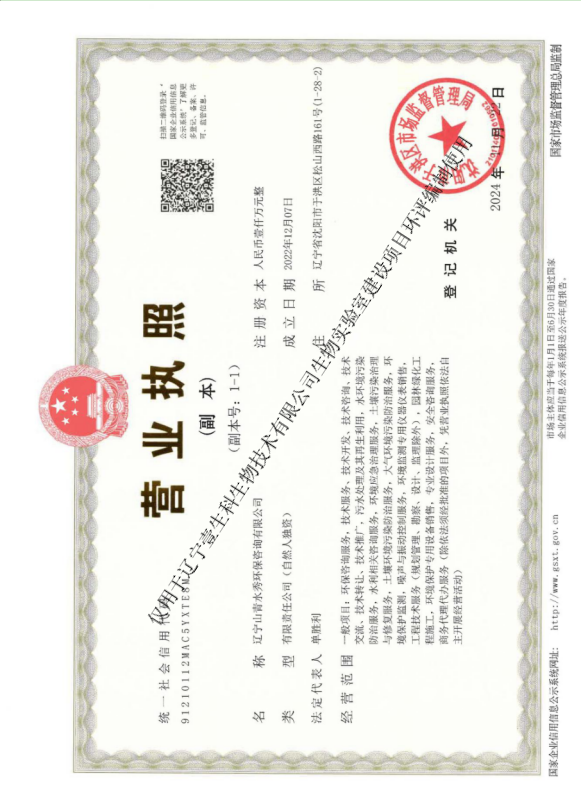 营业执照
(副 本)
(副本号: 1-1)
统一社会信用代
91210112MAC5YXTE8M
扫描二维码登录“
国家企业信用信息
公示系统”了解更
多登记、备案、许
可、监管信息。
名 称 辽宁山青水秀环保咨询有限公司
类 型 有限责任公司（自然人独资）
法定代表人 单胜利
经营范围 一般项目，环保咨询服务，技术服务、技术开发、技术咨询、技术
交流、技术转让、技术推广，污水处理及其再生利用，水环境污染
防治服务，水利相关咨询服务，环境应急治理服务，土壤污染治理
与修复服务，土壤环境污染防治服务，大气环境污染防治服务，环
境保护监测，噪声与振动控制服务，环境监测专用仪器仪表销售，
工程技术服务（规划管理、勘察、设计、监理除外），园林绿化工
程施工，环境保护专用设备销售，专业设计服务，安全咨询服务，
商务代理代办服务（除依法须经批准的项目外，凭营业执照依法自
主开展经营活动）
注册资本 人民币壹仟万元整
成立日期 2022年12月07日
住 所 辽宁省沈阳市于洪区松山西路161号(1-28-2)
登记机关
2024 年 11 月 22 日
区市场监督管理局
仅用于辽宁壹生科生物技术有限公司生物实验室建设项目环评编制使用
国家企业信用信息公示系统网址： http://www.gsxt.gov.cn
市场主体应当于每年1月1日至6月30日通过国家
企业信用信息公示系统报送公示年度报告。
国家市场监督管理总局监制